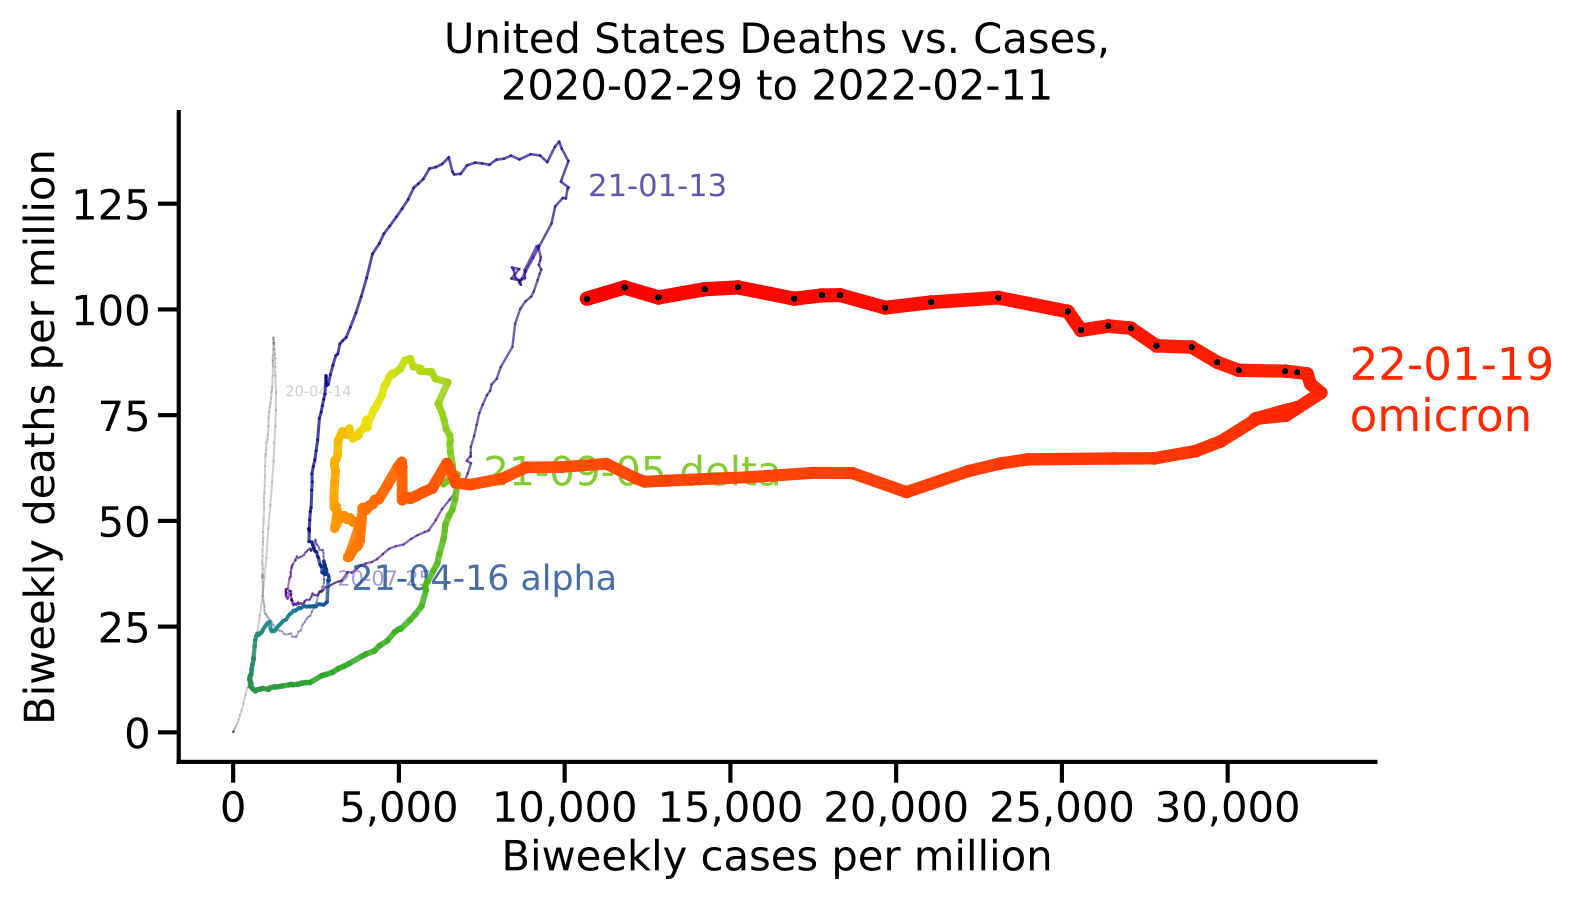 United States Deaths vs. Cases,
2020-02-29 to 2022-02-11
Biweekly deaths per million
125
100
75
50
25
0
21-01-13
20-04-14
22-01-19
omicron
21-09-05 delta
20-07-25
21-04-16 alpha
0
5,000
10,000
15,000
20,000
25,000
30,000
Biweekly cases per million